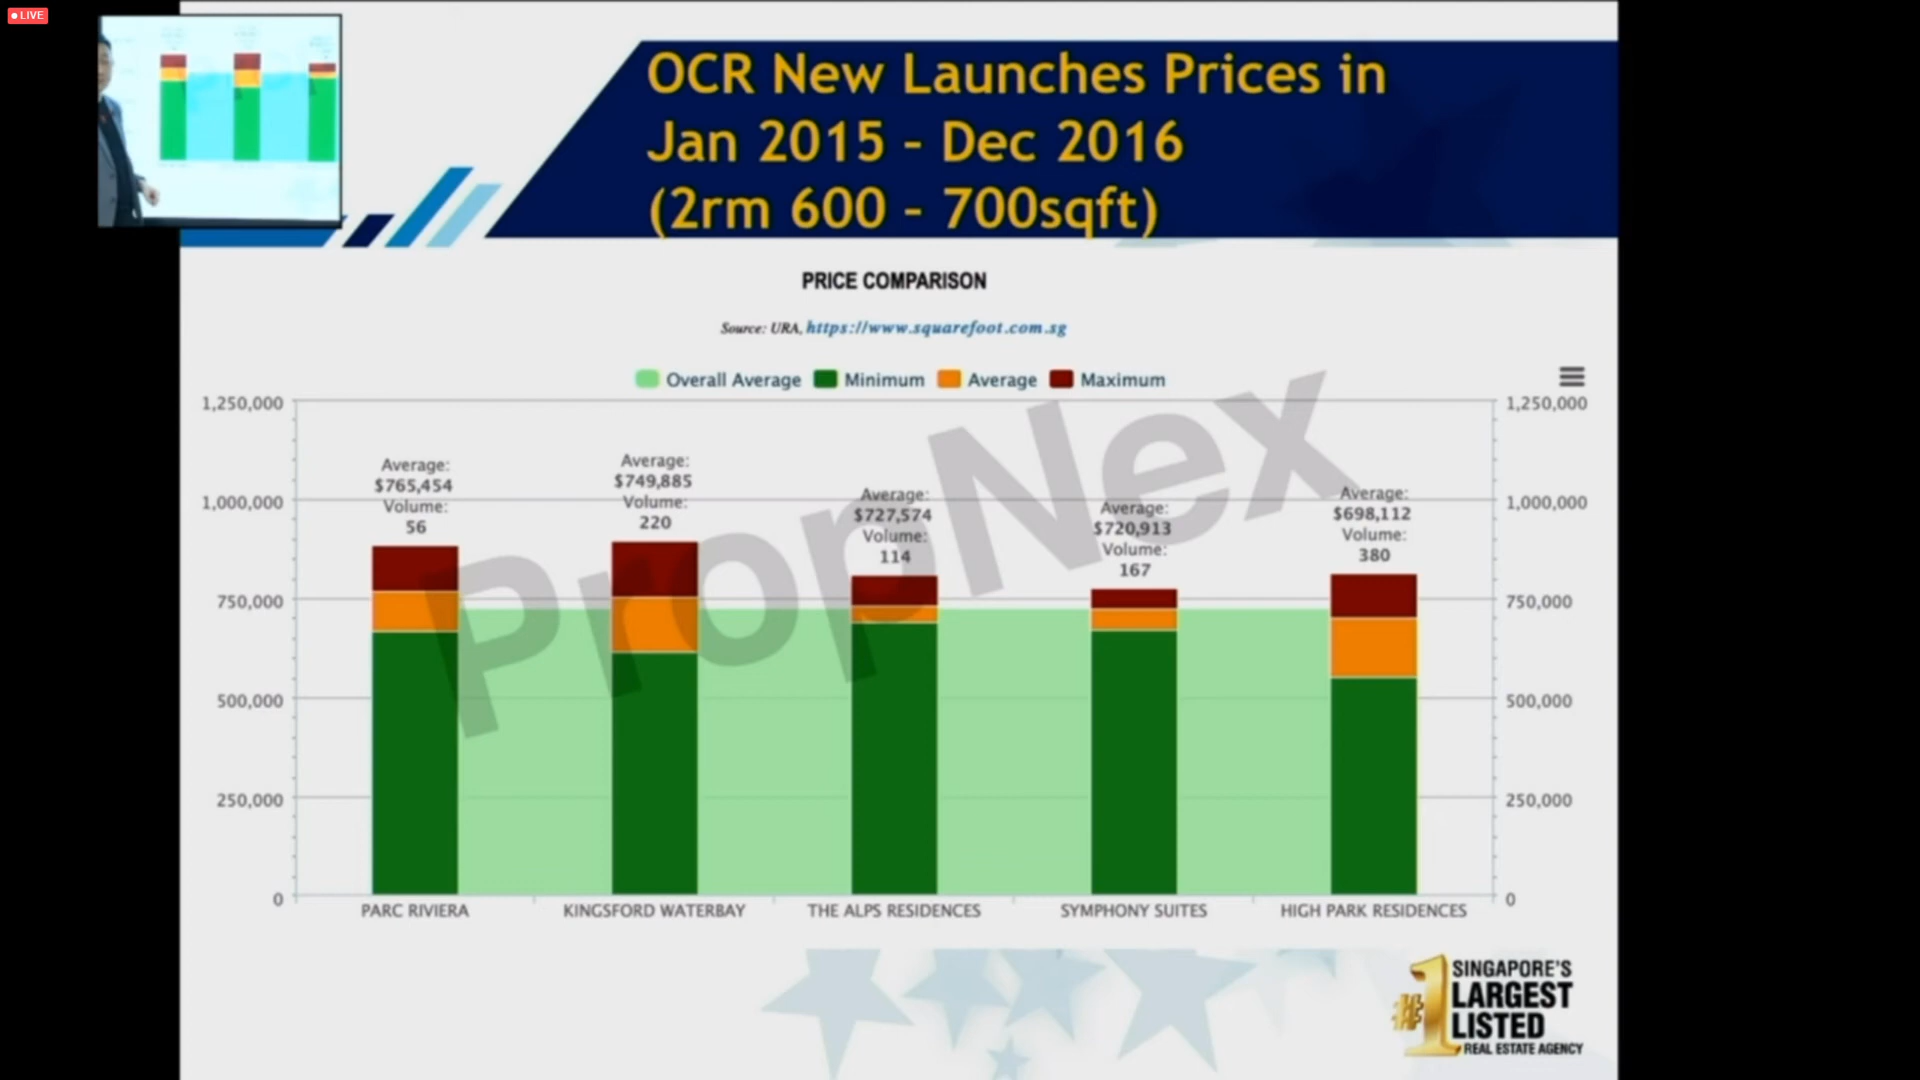 LIVE
OCR New Launches Prices in
Jan 2015 - Dec 2016
(2rm 600 - 700sqft)
PRICE COMPARISON
Source: URA, https://www.squarefoot.com.sg
Overall Average Minimum Average Maximum
1,250,000
1,000,000
750,000
500,000
250,000
0
Average:
$765,454
Volume:
56
Average:
$749,885
Volume:
220
Average:
$727,574
Volume:
114
Average:
$720,913
Volume:
167
Average:
$698,112
Volume:
380
1,250,000
1,000,000
750,000
500,000
250,000
0
PropNex
PARC RIVIERA
KINGSFORD WATERBAY
THE ALPS RESIDENCES
SYMPHONY SUITES
HIGH PARK RESIDENCES
#1
SINGAPORE'S
LARGEST
LISTED
REAL ESTATE AGENCY